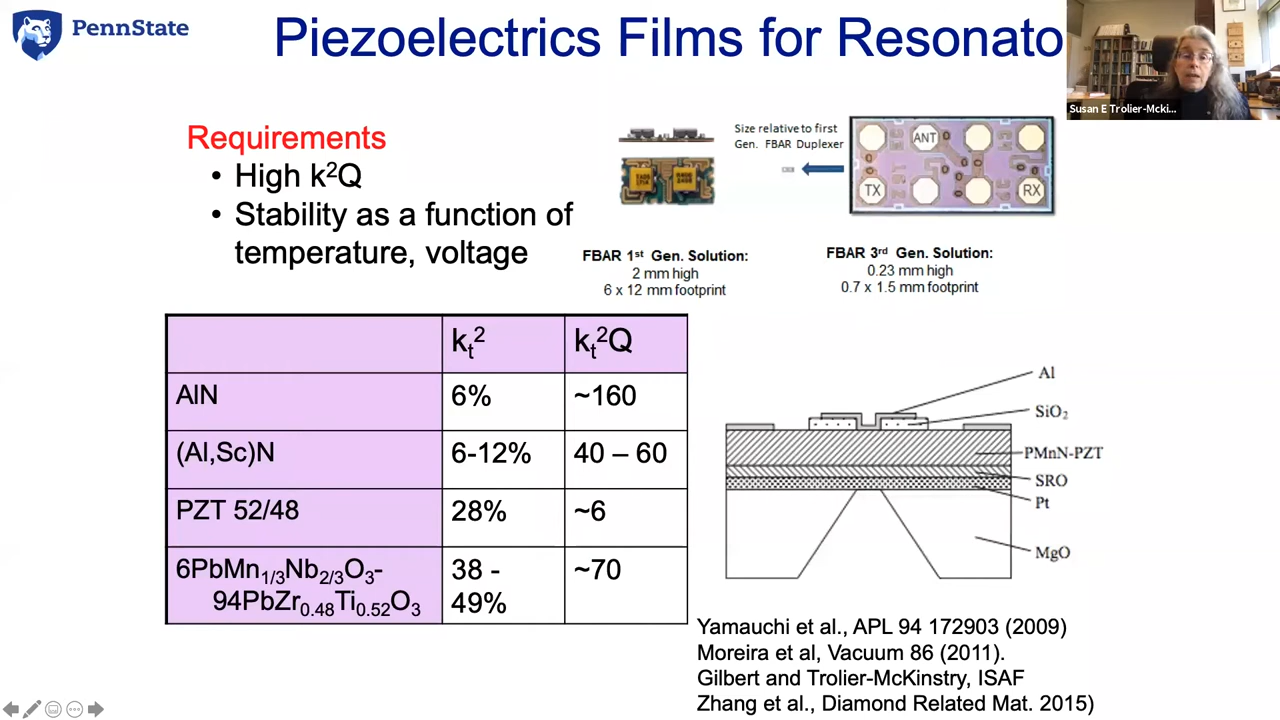 PennState
Piezoelectrics Films for Resonato
Susan E Trolier-Mcki...
Requirements
• High k²Q
• Stability as a function of
temperature, voltage
Size relative to first
Gen. FBAR Duplexer
ANT
TX
RX
FBAR 1st Gen. Solution:
2 mm high
6 x 12 mm footprint
FBAR 3rd Gen. Solution:
0.23 mm high
0.7 x 1.5 mm footprint
kt² kt²Q
AlN 6% ~160
(Al,Sc)N 6-12% 40 – 60
PZT 52/48 28% ~6
6PbMn1/3Nb2/3O3- 38 - ~70
94PbZr0.48Ti0.52O3 49%
Al
SiO2
PMnN-PZT
SRO
Pt
MgO
Yamauchi et al., APL 94 172903 (2009)
Moreira et al, Vacuum 86 (2011).
Gilbert and Trolier-McKinstry, ISAF
Zhang et al., Diamond Related Mat. 2015)